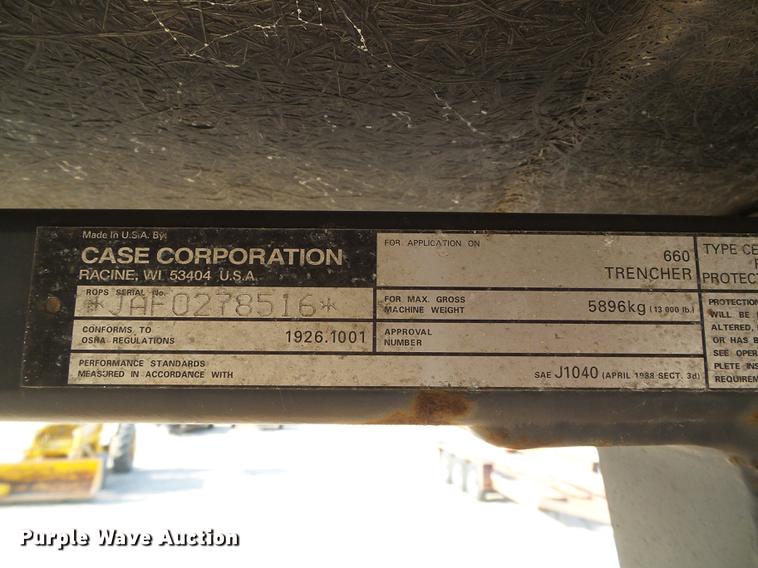 Made in U.S.A. By:
CASE CORPORATION
RACINE, WI 53404 U.S.A.
ROPS SERIAL No.
*JAF0278516*
CONFORMS TO
OSHA REGULATIONS
1926.1001
PERFORMANCE STANDARDS
MEASURED IN ACCORDANCE WITH
SAE J1040 (APRIL 1988 SECT. 3d)
FOR APPLICATION ON
660
TRENCHER
FOR MAX. GROSS
MACHINE WEIGHT
5896kg (13 000 lb.)
APPROVAL
NUMBER
TYPE CE
PROTEC
PROTECTION
WILL BE
ALTERED,
OR HAS B
SEE OPER
PLETE INS
REQUIREM
Purple Wave Auction